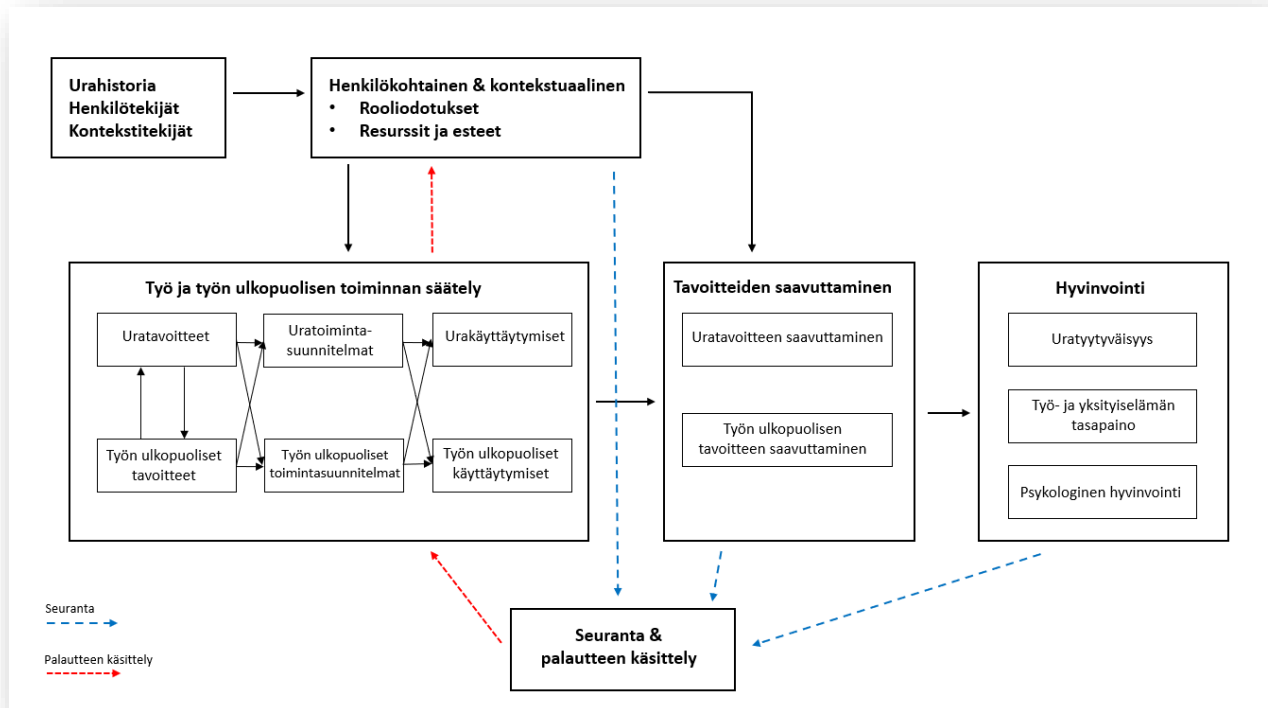 Urahistoria
Henkilötekijät
Kontekstitekijät
Henkilökohtainen & kontekstuaalinen
• Rooliodotukset
• Resurssit ja esteet
Työ ja työn ulkopuolisen toiminnan säätely
Uratavoitteet
Uratoiminta-
suunnitelmat
Urakäyttäytymiset
Työn ulkopuoliset
tavoitteet
Työn ulkopuoliset
toimintasuunnitelmat
Työn ulkopuoliset
käyttäytymiset
Tavoitteiden saavuttaminen
Uratavoitteen saavuttaminen
Työn ulkopuolisen
tavoitteen saavuttaminen
Hyvinvointi
Uratyytyväisyys
Työ- ja yksityiselämän
tasapaino
Psykologinen hyvinvointi
Seuranta
Palautteen käsittely
Seuranta &
palautteen käsittely